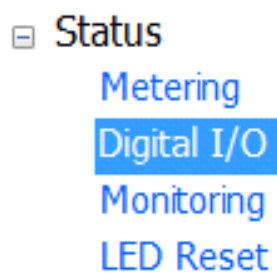 Status
Metering
Digital I/O
Monitoring
LED Reset